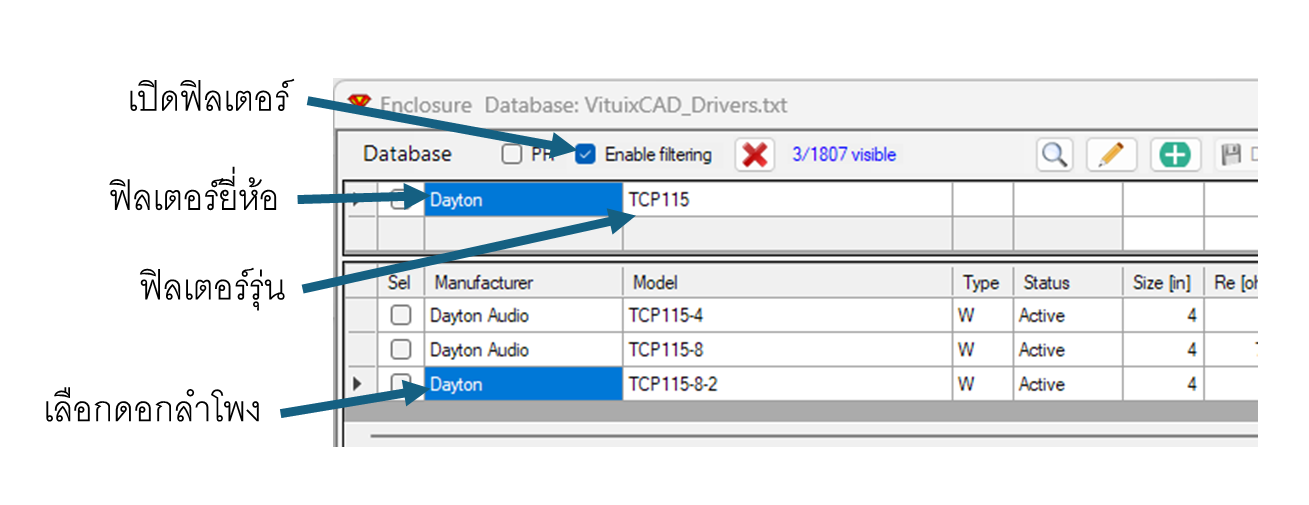 เปิดฟิลเตอร์
Enclosure Database: VituixCAD_Drivers.txt
Database PR Enable filtering 3/1807 visible
ฟิลเตอร์ยี่ห้อ
Dayton TCP115
ฟิลเตอร์รุ่น
Sel Manufacturer Model Type Status Size [in] Re [oh
Dayton Audio TCP115-4 W Active 4
Dayton Audio TCP115-8 W Active 4
Dayton TCP115-8-2 W Active 4
เลือกดอกลำโพง